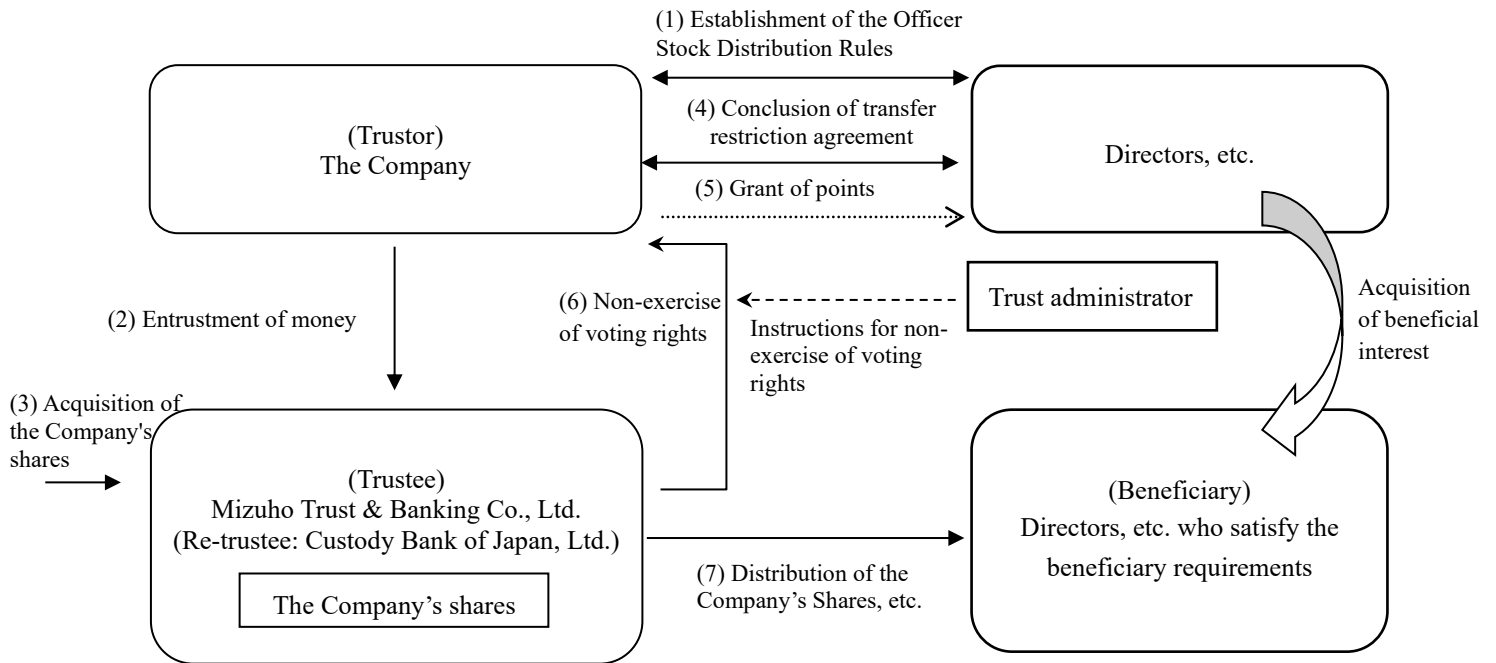 (1) Establishment of the Officer
Stock Distribution Rules
(Trustor)
The Company
(4) Conclusion of transfer
restriction agreement
Directors, etc.
(5) Grant of points
(2) Entrustment of money
(6) Non-exercise
of voting rights
Trust administrator
Instructions for non-
exercise of voting
rights
Acquisition
of beneficial
interest
(3) Acquisition of
the Company's
shares
(Trustee)
Mizuho Trust & Banking Co., Ltd.
(Re-trustee: Custody Bank of Japan, Ltd.)
The Company’s shares
(7) Distribution of the
Company’s Shares, etc.
(Beneficiary)
Directors, etc. who satisfy the
beneficiary requirements